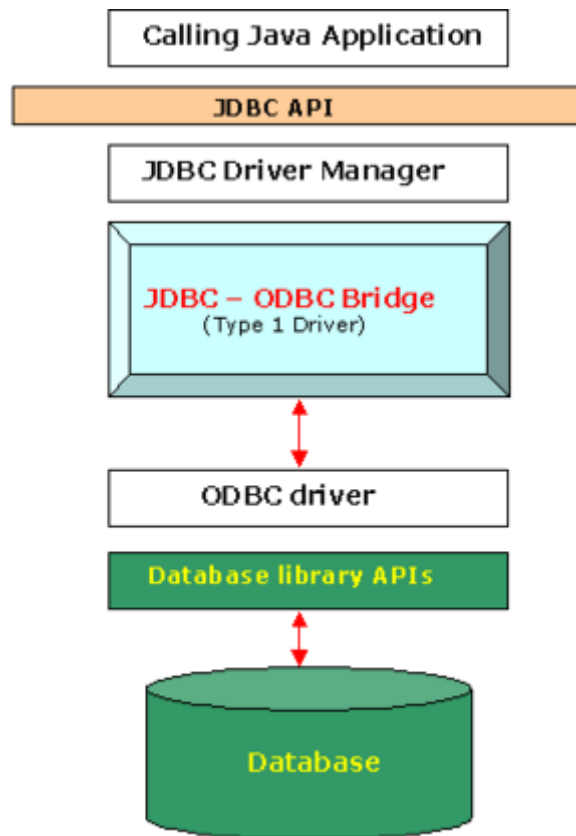 Calling Java Application
JDBC API
JDBC Driver Manager
JDBC – ODBC Bridge
(Type 1 Driver)
ODBC driver
Database library APIs
Database